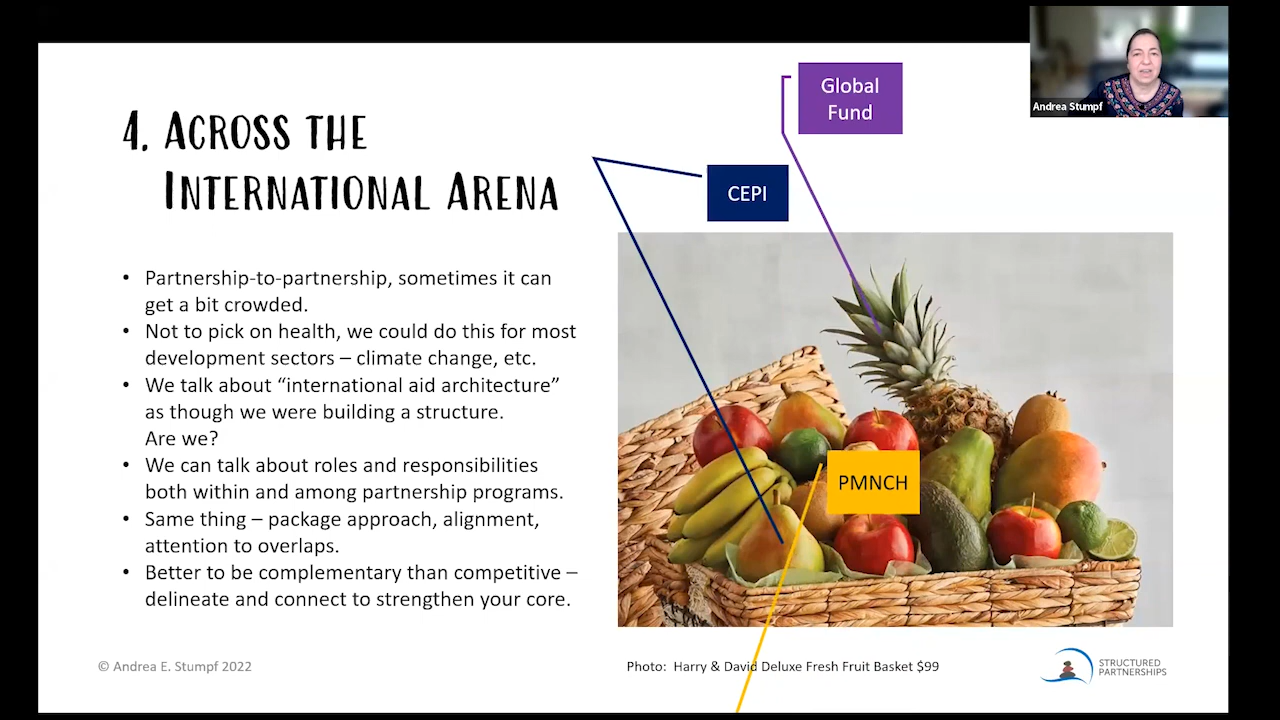 4. ACROSS THE
INTERNATIONAL ARENA
• Partnership-to-partnership, sometimes it can
get a bit crowded.
• Not to pick on health, we could do this for most
development sectors – climate change, etc.
• We talk about “international aid architecture”
as though we were building a structure.
Are we?
• We can talk about roles and responsibilities
both within and among partnership programs.
• Same thing – package approach, alignment,
attention to overlaps.
• Better to be complementary than competitive –
delineate and connect to strengthen your core.
Global
Fund
CEPI
PMNCH
Andrea Stumpf
© Andrea E. Stumpf 2022
Photo: Harry & David Deluxe Fresh Fruit Basket $99
STRUCTURED
PARTNERSHIPS